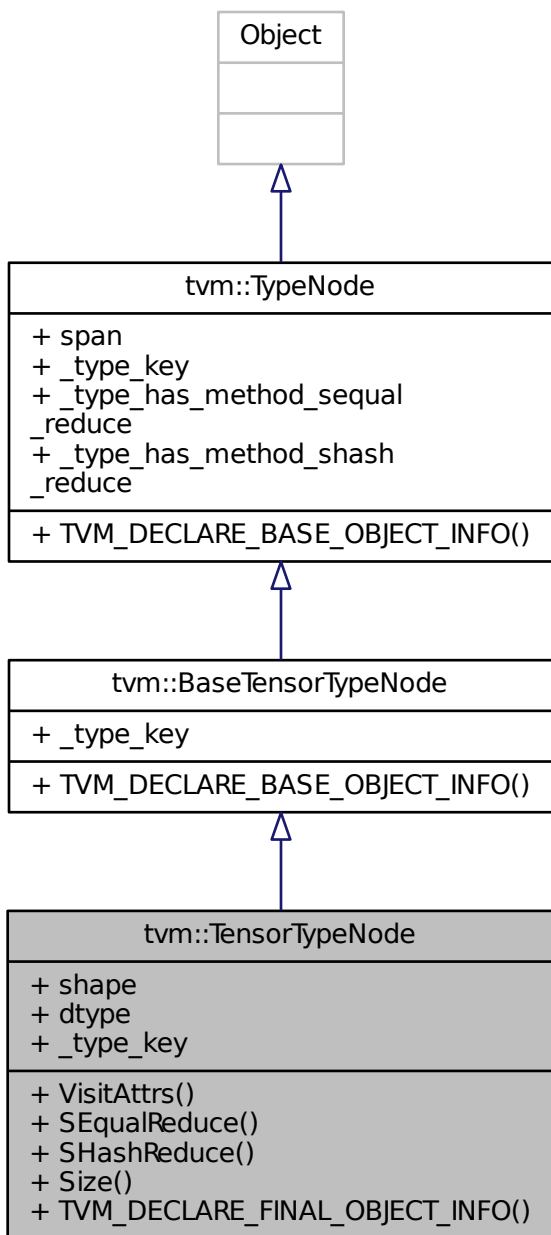 Object
tvm::TypeNode
+ span
+ _type_key
+ _type_has_method_sequal
_reduce
+ _type_has_method_shash
_reduce
+ TVM_DECLARE_BASE_OBJECT_INFO()
tvm::BaseTensorTypeNode
+ _type_key
+ TVM_DECLARE_BASE_OBJECT_INFO()
tvm::TensorTypeNode
+ shape
+ dtype
+ _type_key
+ VisitAttrs()
+ SEqualReduce()
+ SHashReduce()
+ Size()
+ TVM_DECLARE_FINAL_OBJECT_INFO()